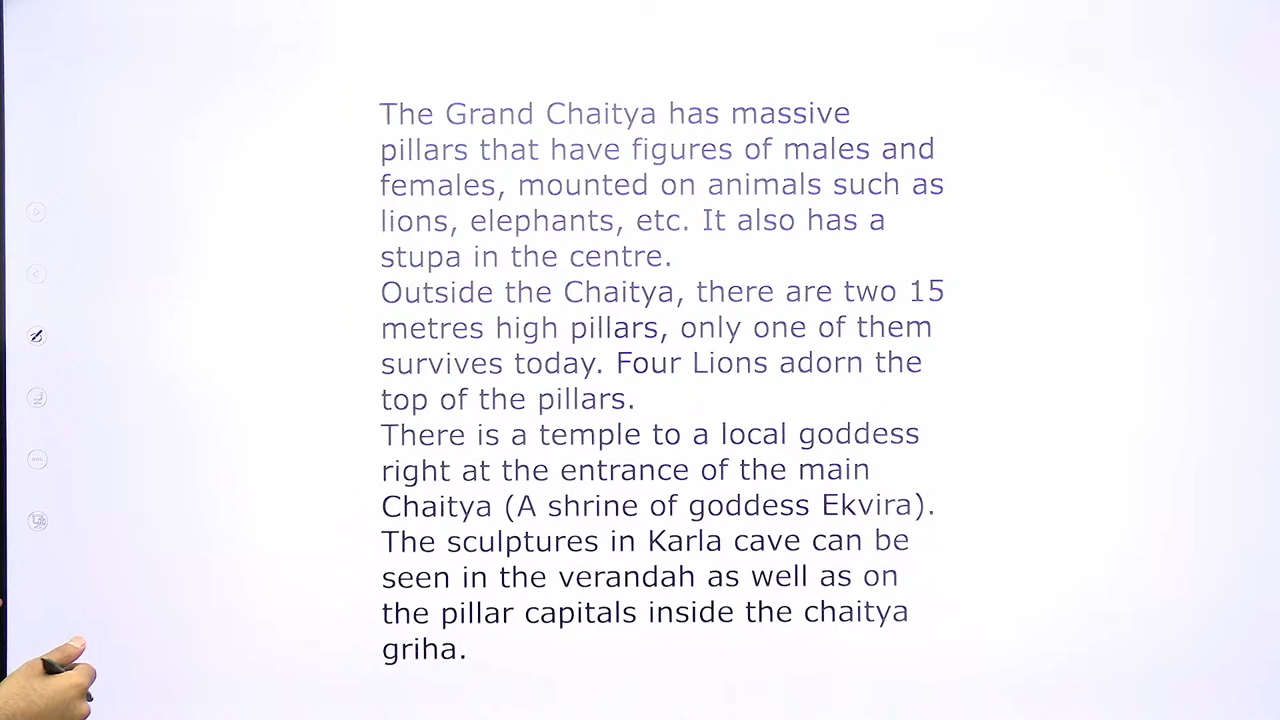 The Grand Chaitya has massive
pillars that have figures of males and
females, mounted on animals such as
lions, elephants, etc. It also has a
stupa in the centre.
Outside the Chaitya, there are two 15
metres high pillars, only one of them
survives today. Four Lions adorn the
top of the pillars.
There is a temple to a local goddess
right at the entrance of the main
Chaitya (A shrine of goddess Ekvira).
The sculptures in Karla cave can be
seen in the verandah as well as on
the pillar capitals inside the chaitya
griha.